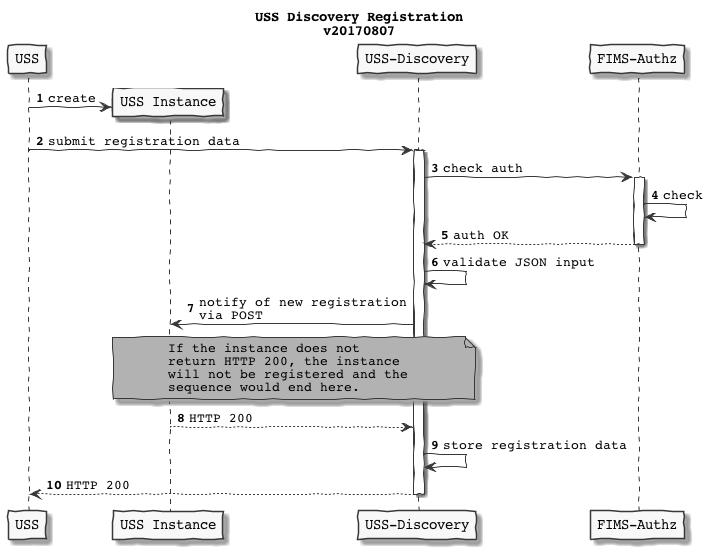 USS Discovery Registration
v20170807
USS
USS-Discovery
FIMS-Authz
1 create
USS Instance
2 submit registration data
3 check auth
4 check
5 auth OK
6 validate JSON input
7 notify of new registration
via POST
If the instance does not
return HTTP 200, the instance
will not be registered and the
sequence would end here.
8 HTTP 200
9 store registration data
10 HTTP 200
USS
USS Instance
USS-Discovery
FIMS-Authz